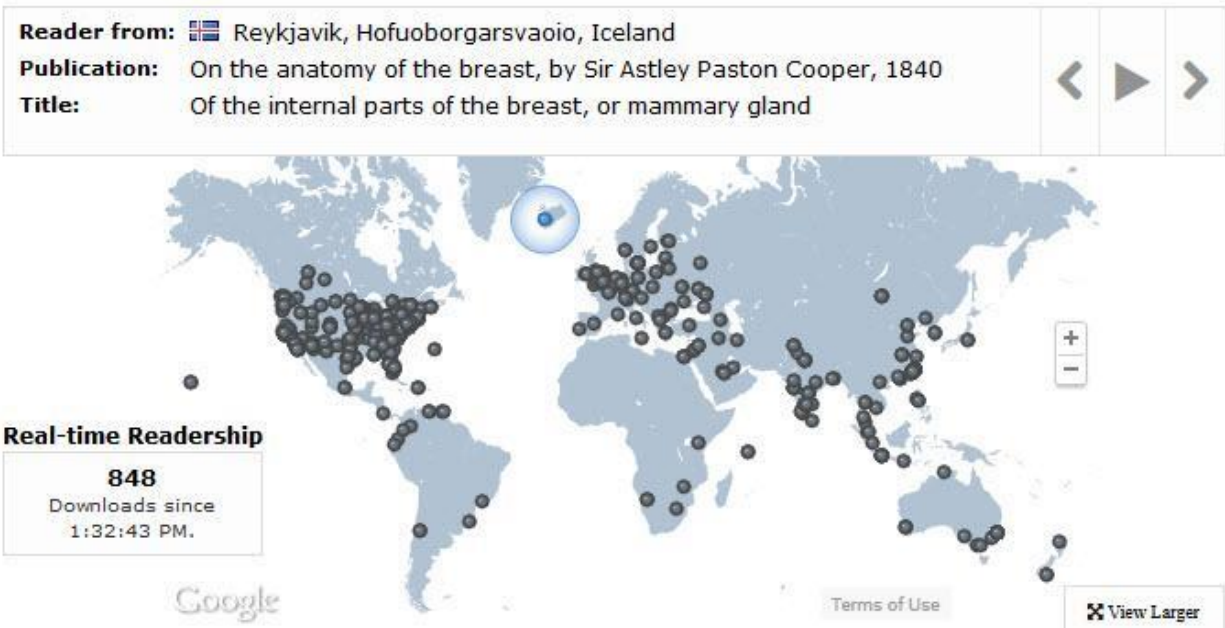 Reader from: Reykjavik, Hofuoborgarsvaoio, Iceland
Publication: On the anatomy of the breast, by Sir Astley Paston Cooper, 1840
Title: Of the internal parts of the breast, or mammary gland
+
−
Real-time Readership
848
Downloads since
1:32:43 PM.
Google
Terms of Use
View Larger